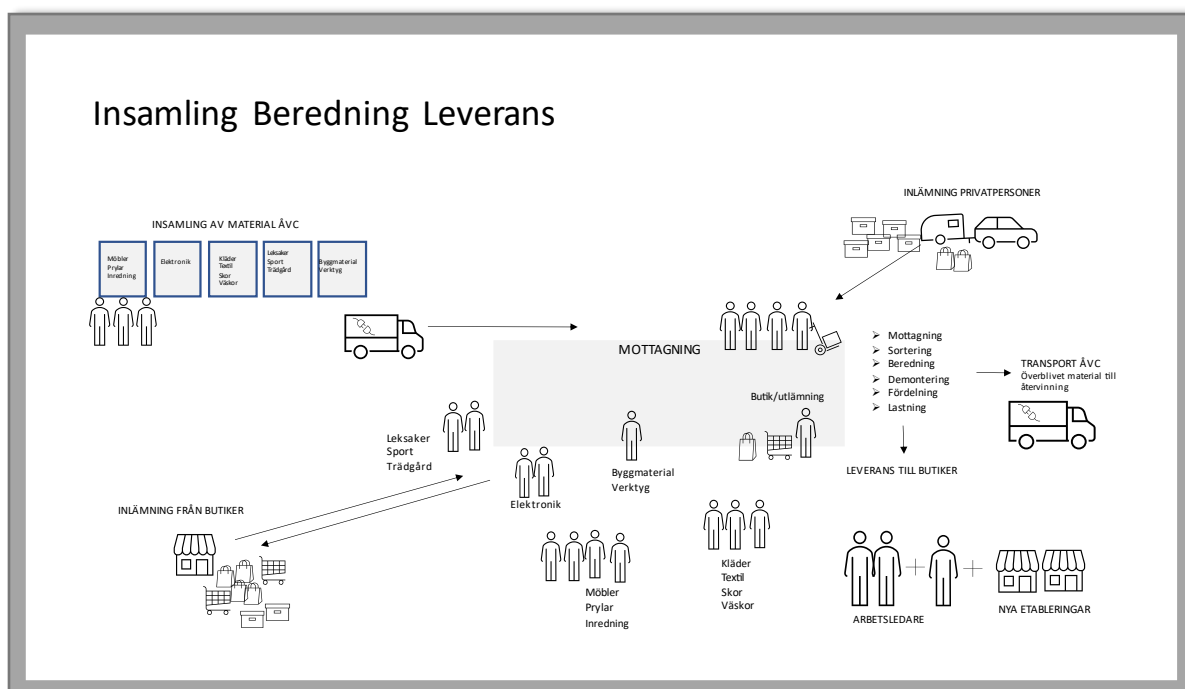 Insamling Beredning Leverans
INLÄMNING PRIVATPERSONER
INSAMLING AV MATERIAL ÅVC
Möbler
Prylar
Inredning
Elektronik
Kläder
Textil
Skor
Väskor
Leksaker
Sport
Trädgård
Byggmaterial
Verktyg
MOTTAGNING
➢ Mottagning
➢ Sortering
➢ Beredning
➢ Demontering
➢ Fördelning
➢ Lastning
TRANSPORT ÅVC
Överblivet material till
återvinning
Butik/utlämning
Leksaker
Sport
Trädgård
Elektronik
Byggmaterial
Verktyg
LEVERANS TILL BUTIKER
INLÄMNING FRÅN BUTIKER
Möbler
Prylar
Inredning
Kläder
Textil
Skor
Väskor
ARBETSLEDARE
NYA ETABLERINGAR